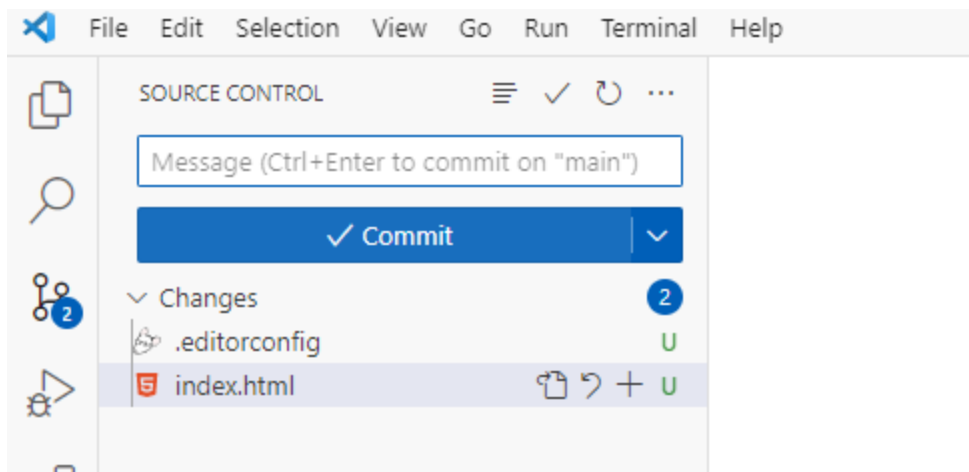 File Edit Selection View Go Run Terminal Help
SOURCE CONTROL
Message (Ctrl+Enter to commit on "main")
Commit
Changes 2
2
.editorconfig U
index.html U